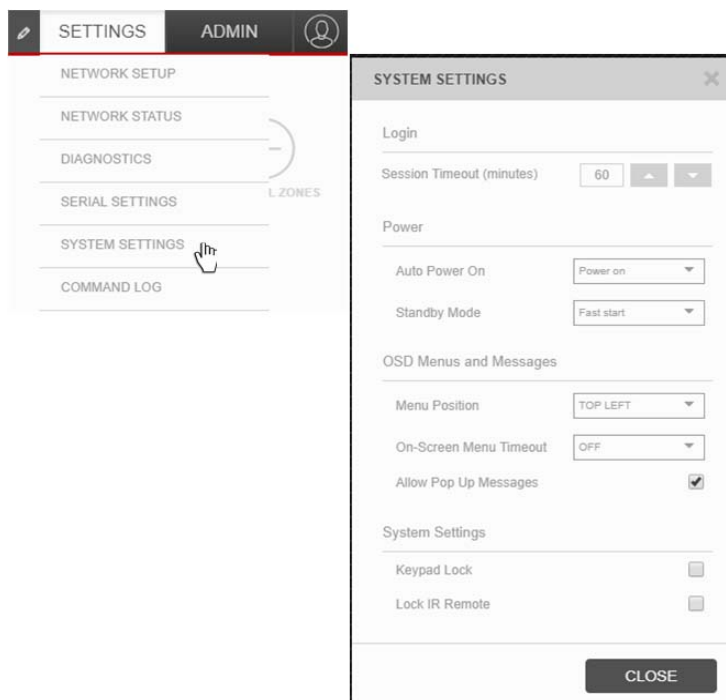 SETTINGS ADMIN
NETWORK SETUP
NETWORK STATUS
DIAGNOSTICS
SERIAL SETTINGS
SYSTEM SETTINGS
COMMAND LOG
L ZONES
SYSTEM SETTINGS
Login
Session Timeout (minutes) 60
Power
Auto Power On Power on
Standby Mode Fast start
OSD Menus and Messages
Menu Position TOP LEFT
On-Screen Menu Timeout OFF
Allow Pop Up Messages
System Settings
Keypad Lock
Lock IR Remote
CLOSE